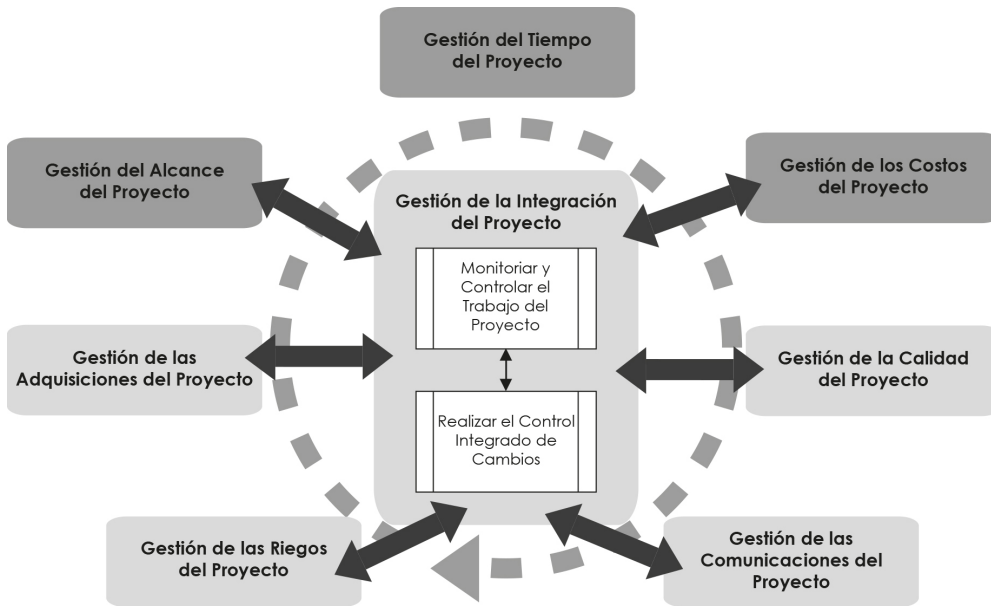 Gestión del Tiempo
del Proyecto
Gestión del Alcance
del Proyecto
Gestión de los Costos
del Proyecto
Gestión de la Integración
del Proyecto
Monitoriar y
Controlar el
Trabajo del
Proyecto
Gestión de las
Adquisiciones del Proyecto
Gestión de la Calidad
del Proyecto
Realizar el Control
Integrado de
Cambios
Gestión de las Riegos
del Proyecto
Gestión de las
Comunicaciones del
Proyecto